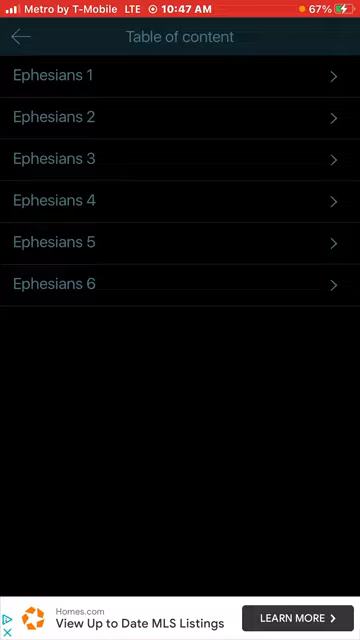 Metro by T-Mobile LTE 10:47 AM 67%
Table of content
Ephesians 1
Ephesians 2
Ephesians 3
Ephesians 4
Ephesians 5
Ephesians 6
Homes.com
View Up to Date MLS Listings
LEARN MORE